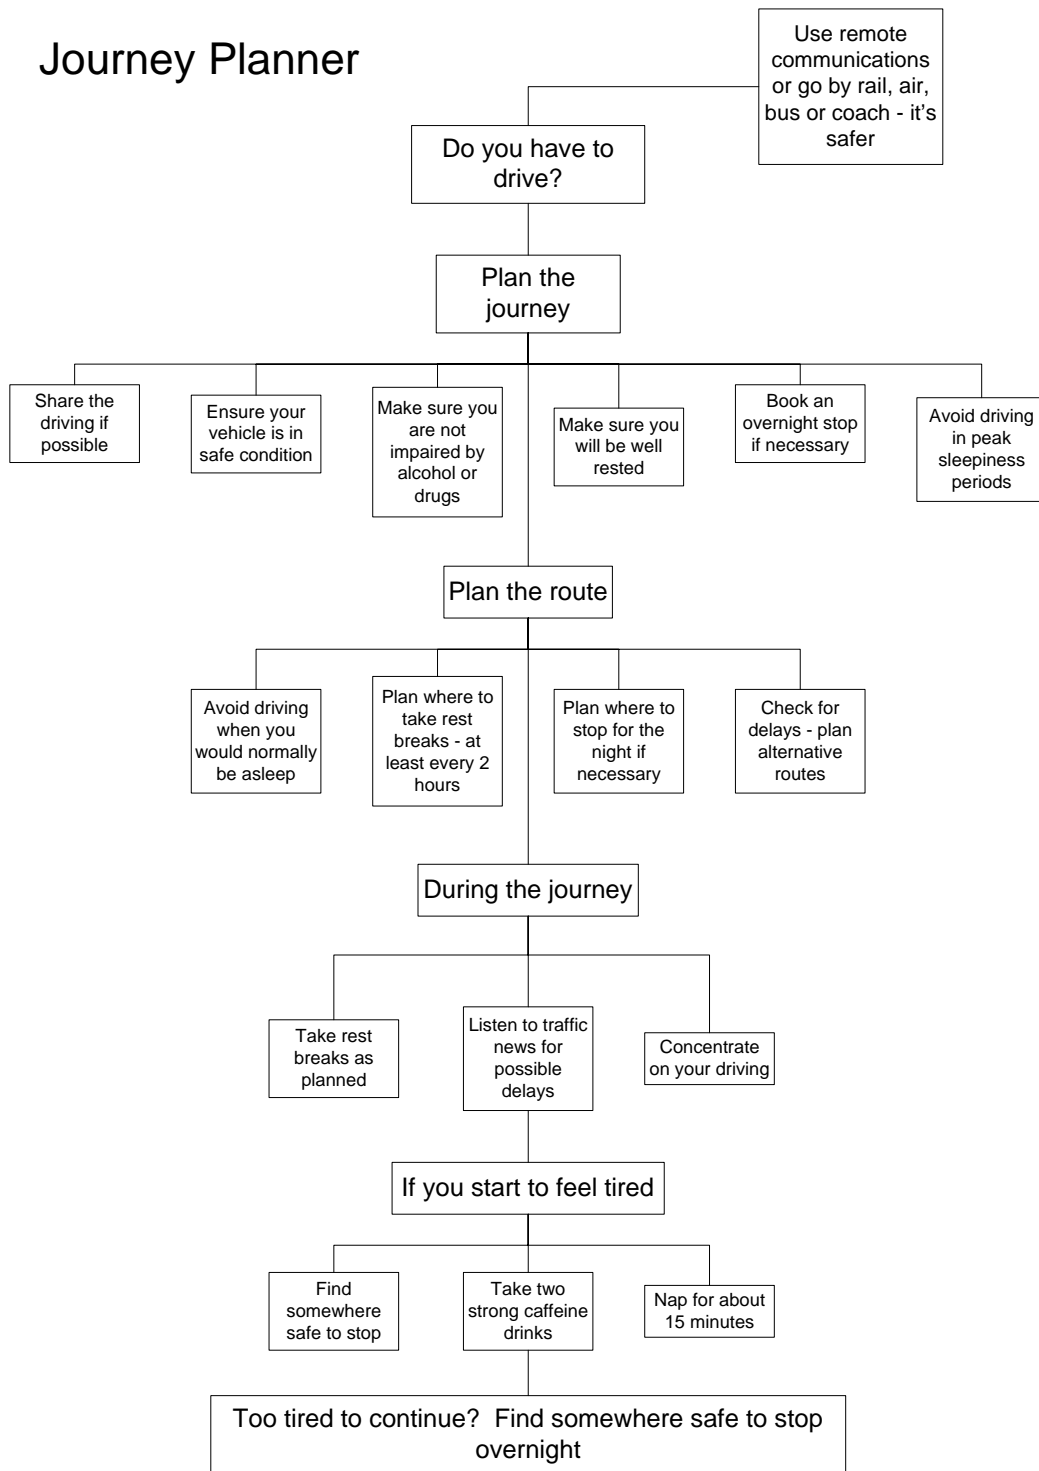 Journey Planner
Use remote
communications
or go by rail, air,
bus or coach - it's
safer
Do you have to
drive?
Plan the
journey
Share the
driving if
possible
Ensure your
vehicle is in
safe condition
Make sure you
are not
impaired by
alcohol or
drugs
Make sure you
will be well
rested
Book an
overnight stop
if necessary
Avoid driving
in peak
sleepiness
periods
Plan the route
Avoid driving
when you
would normally
be asleep
Plan where to
take rest
breaks - at
least every 2
hours
Plan where to
stop for the
night if
necessary
Check for
delays - plan
alternative
routes
During the journey
Take rest
breaks as
planned
Listen to traffic
news for
possible
delays
Concentrate
on your driving
If you start to feel tired
Find
somewhere
safe to stop
Take two
strong caffeine
drinks
Nap for about
15 minutes
Too tired to continue?  Find somewhere safe to stop
overnight